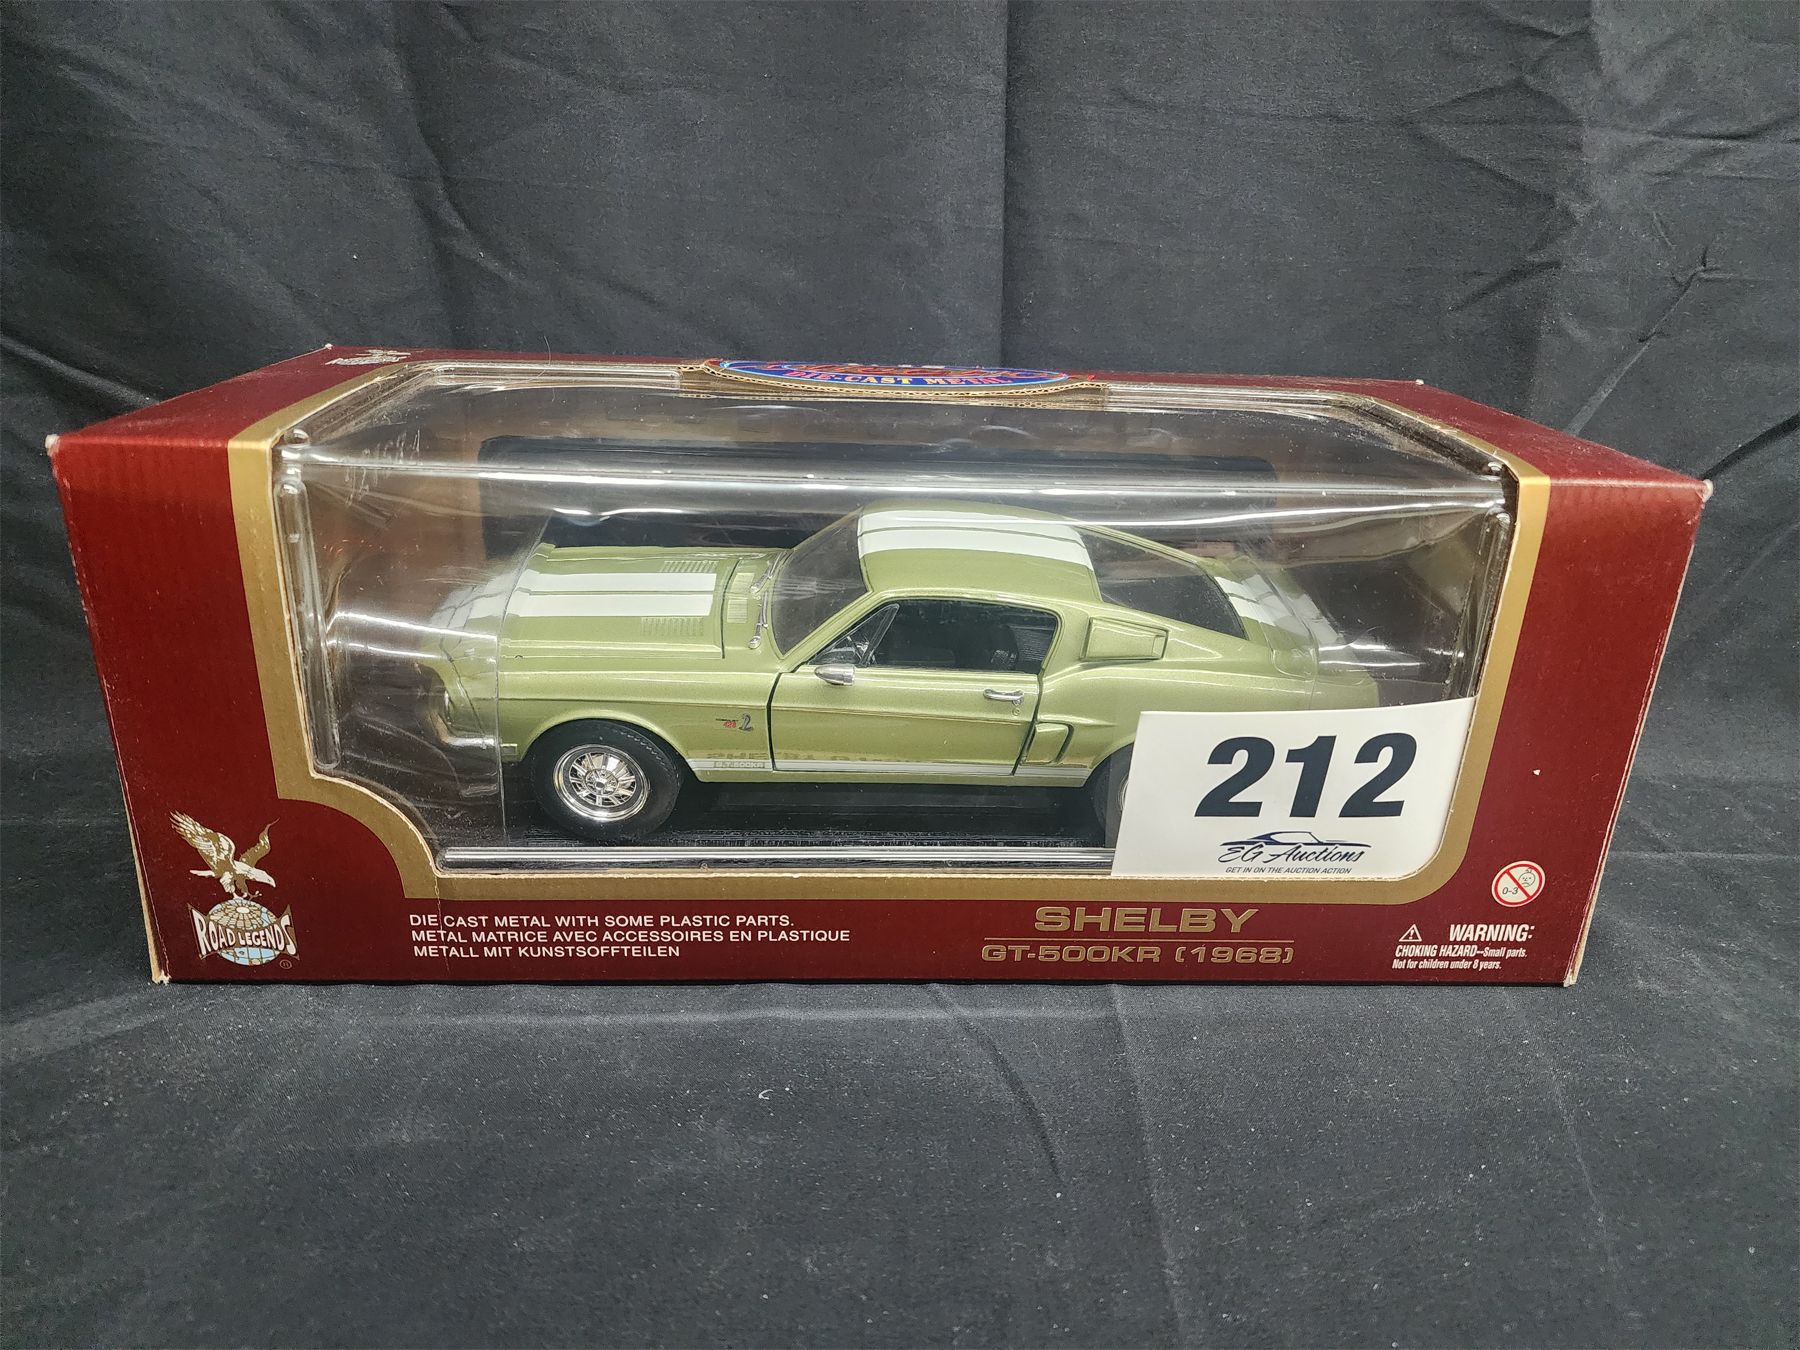 DIE-CAST METAL
428
G.T.500KR
212
EG Auctions
GET IN ON THE AUCTION ACTION
0-3
ROAD LEGENDS
DIE CAST METAL WITH SOME PLASTIC PARTS.
METAL MATRICE AVEC ACCESSOIRES EN PLASTIQUE
METALL MIT KUNSTSOFFTEILEN
SHELBY
GT-500KR (1968)
WARNING:
CHOKING HAZARD--Small parts.
Not for children under 8 years.